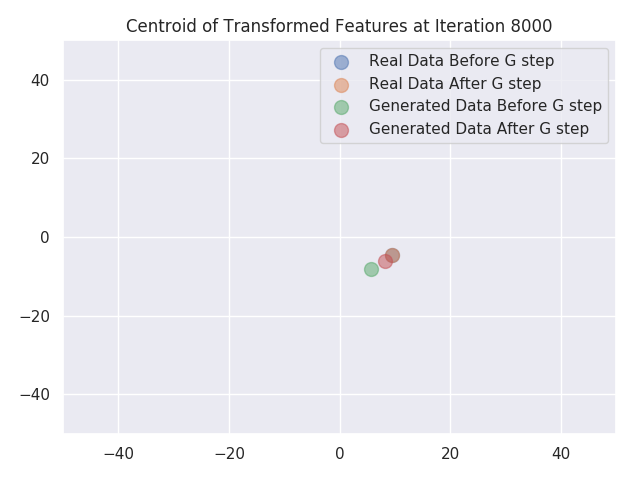 Centroid of Transformed Features at Iteration 8000
Real Data Before G step
Real Data After G step
Generated Data Before G step
Generated Data After G step
40
20
0
−20
−40
−40 −20 0 20 40